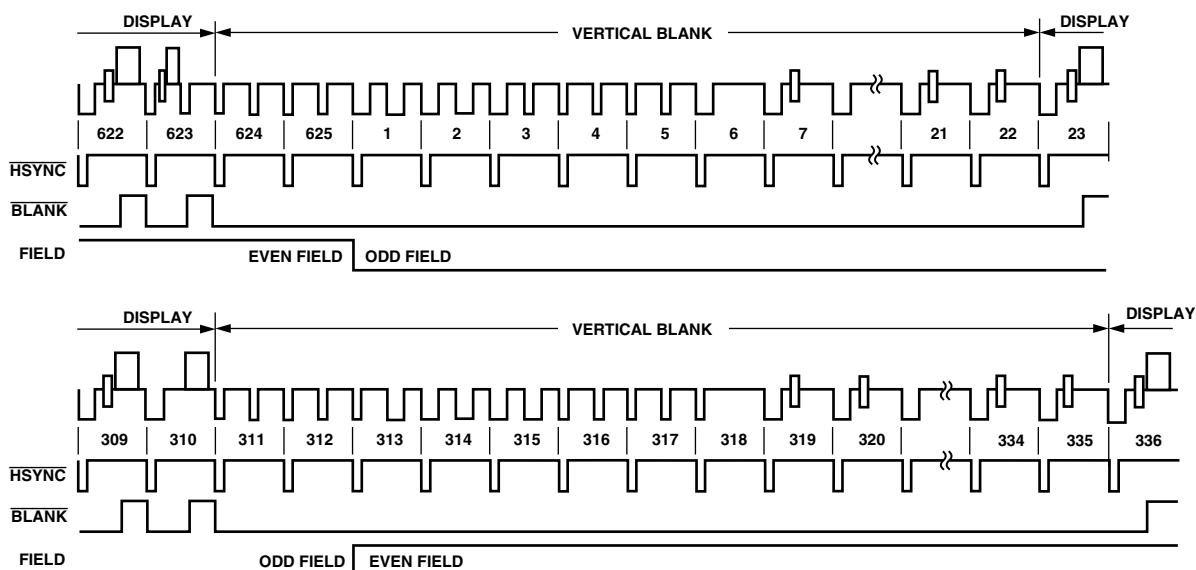 DISPLAY VERTICAL BLANK DISPLAY
622 623 624 625 1 2 3 4 5 6 7 21 22 23
HSYNC
BLANK
FIELD EVEN FIELD ODD FIELD
DISPLAY VERTICAL BLANK DISPLAY
309 310 311 312 313 314 315 316 317 318 319 320 334 335 336
HSYNC
BLANK
FIELD ODD FIELD EVEN FIELD